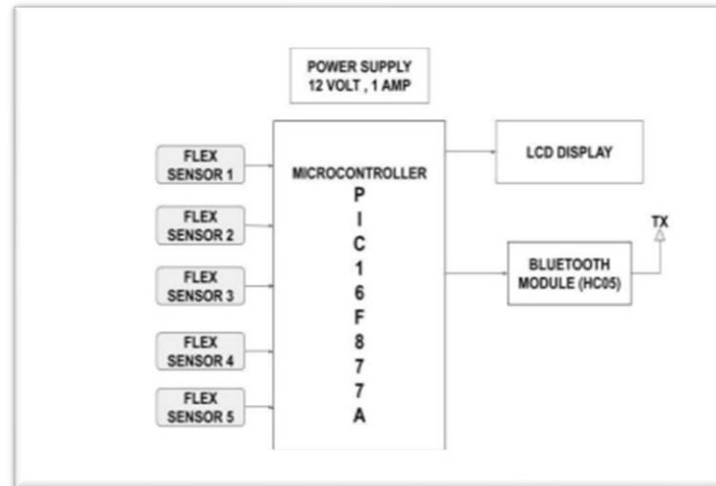 POWER SUPPLY
12 VOLT , 1 AMP
FLEX
SENSOR 1
FLEX
SENSOR 2
FLEX
SENSOR 3
FLEX
SENSOR 4
FLEX
SENSOR 5
MICROCONTROLLER
P
I
C
1
6
F
8
7
7
A
LCD DISPLAY
TX
BLUETOOTH
MODULE (HC05)